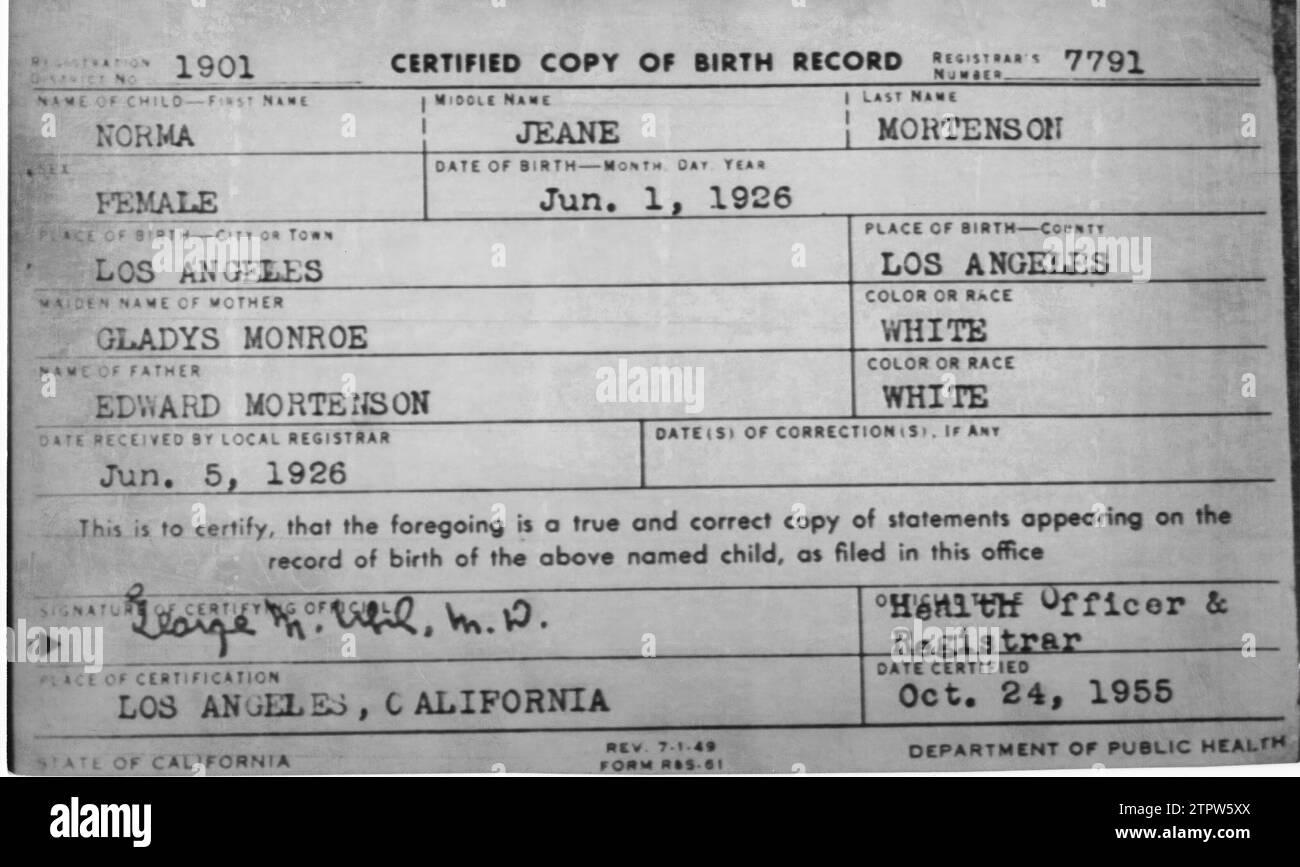 REGISTRATION DISTRICT NO. 1901 CERTIFIED COPY OF BIRTH RECORD REGISTRAR'S NUMBER 7791
NAME OF CHILD—FIRST NAME MIDDLE NAME LAST NAME
NORMA JEANE MORTENSON
SEX DATE OF BIRTH—MONTH, DAY, YEAR
FEMALE Jun. 1, 1926
PLACE OF BIRTH—CITY OR TOWN PLACE OF BIRTH—COUNTY
LOS ANGELES LOS ANGELES
MAIDEN NAME OF MOTHER COLOR OR RACE
GLADYS MONROE WHITE
NAME OF FATHER COLOR OR RACE
EDWARD MORTENSON WHITE
DATE RECEIVED BY LOCAL REGISTRAR DATE(S) OF CORRECTION(S), IF ANY
Jun. 5, 1926
This is to certify, that the foregoing is a true and correct copy of statements appearing on the
record of birth of the above named child, as filed in this office
SIGNATURE OF CERTIFYING OFFICIAL OFFICIAL TITLE
George M. Uhl, M. D. Health Officer &
Registrar
PLACE OF CERTIFICATION DATE CERTIFIED
LOS ANGELES, CALIFORNIA Oct. 24, 1955
STATE OF CALIFORNIA REV. 7-1-49 DEPARTMENT OF PUBLIC HEALTH
FORM R&S-61
alamy
alamy
alamy
alamy
Image ID: 2TPW5XX
www.alamy.com